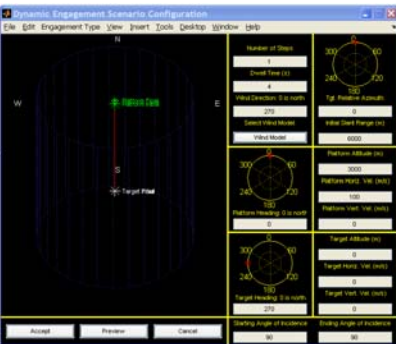 Dynamic Engagement Scenario Configuration
File Edit Engagement Type View Insert Tools Desktop Window Help
N
W
E
S
Target
Accept
Preview
Cancel
Number of Steps
1
Dwell Time (s)
4
Wind Direction: 0 is north
270
Select Wind Model
Wind Model
0
300
60
240
120
180
Tgt. Relative Azimuth
0
Initial Slant Range (m)
6000
0
300
60
240
120
180
Platform Heading: 0 is north
0
Platform Altitude (m)
3000
Platform Horiz. Vel. (m/s)
100
Platform Vert. Vel. (m/s)
0
0
300
60
240
120
180
Target Heading: 0 is north
270
Target Altitude (m)
0
Target Horiz. Vel. (m/s)
0
Target Vert. Vel. (m/s)
0
Starting Angle of Incidence
90
Ending Angle of Incidence
90